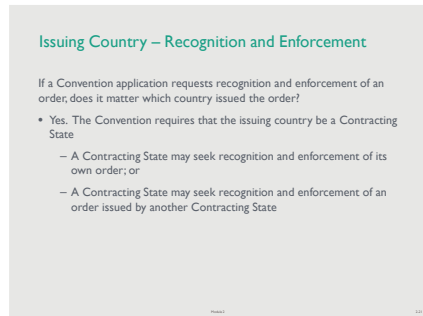 Issuing Country – Recognition and Enforcement
If a Convention application requests recognition and enforcement of an
order, does it matter which country issued the order?
• Yes. The Convention requires that the issuing country be a Contracting
State
– A Contracting State may seek recognition and enforcement of its
own order; or
– A Contracting State may seek recognition and enforcement of an
order issued by another Contracting State